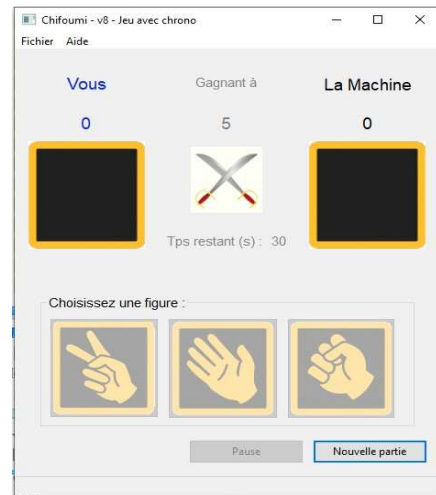 Chifoumi - v8 - Jeu avec chrono
Fichier Aide
Vous Gagnant à La Machine
0 5 0
Tps restant (s) : 30
Choisissez une figure :
Pause Nouvelle partie